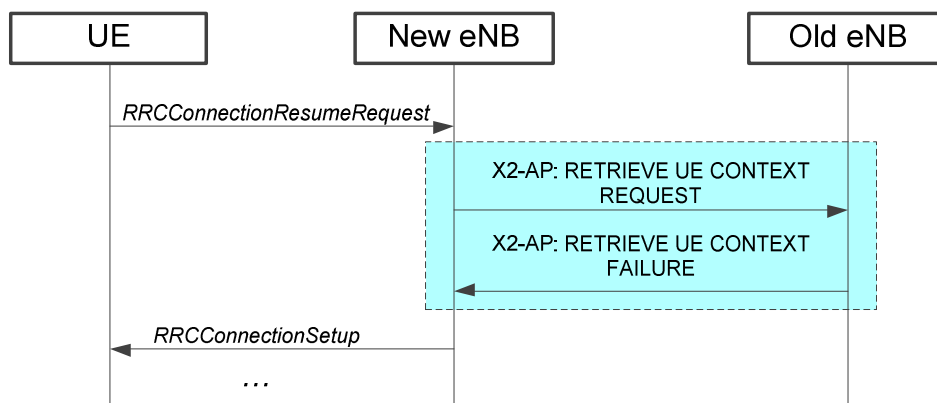 UE
New eNB
Old eNB
RRCConnectionResumeRequest
X2-AP: RETRIEVE UE CONTEXT
REQUEST
X2-AP: RETRIEVE UE CONTEXT
FAILURE
RRCConnectionSetup
...